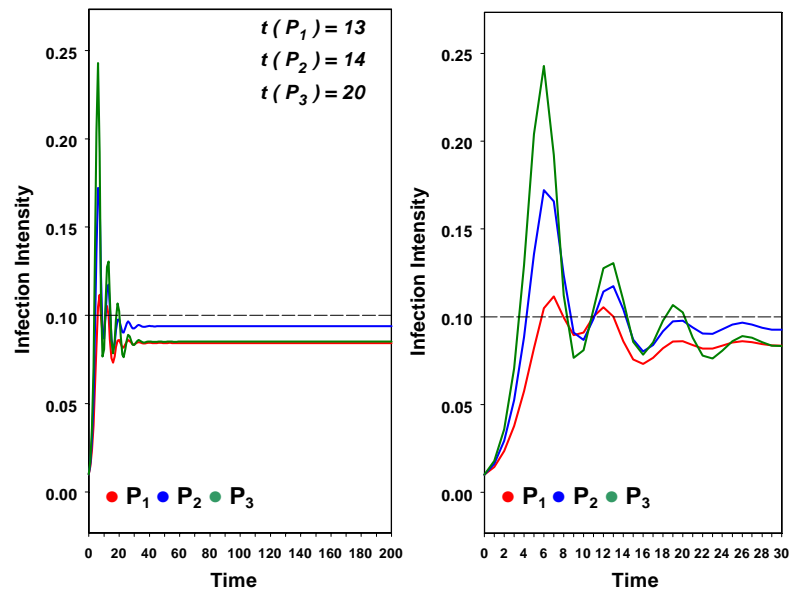 t ( P1 ) = 13
t ( P2 ) = 14
t ( P3 ) = 20
Infection Intensity
0.25
0.20
0.15
0.10
0.05
0.00
P1 P2 P3
0 20 40 60 80 100 120 140 160 180 200
Time
Infection Intensity
0.25
0.20
0.15
0.10
0.05
0.00
P1 P2 P3
0 2 4 6 8 10 12 14 16 18 20 22 24 26 28 30
Time